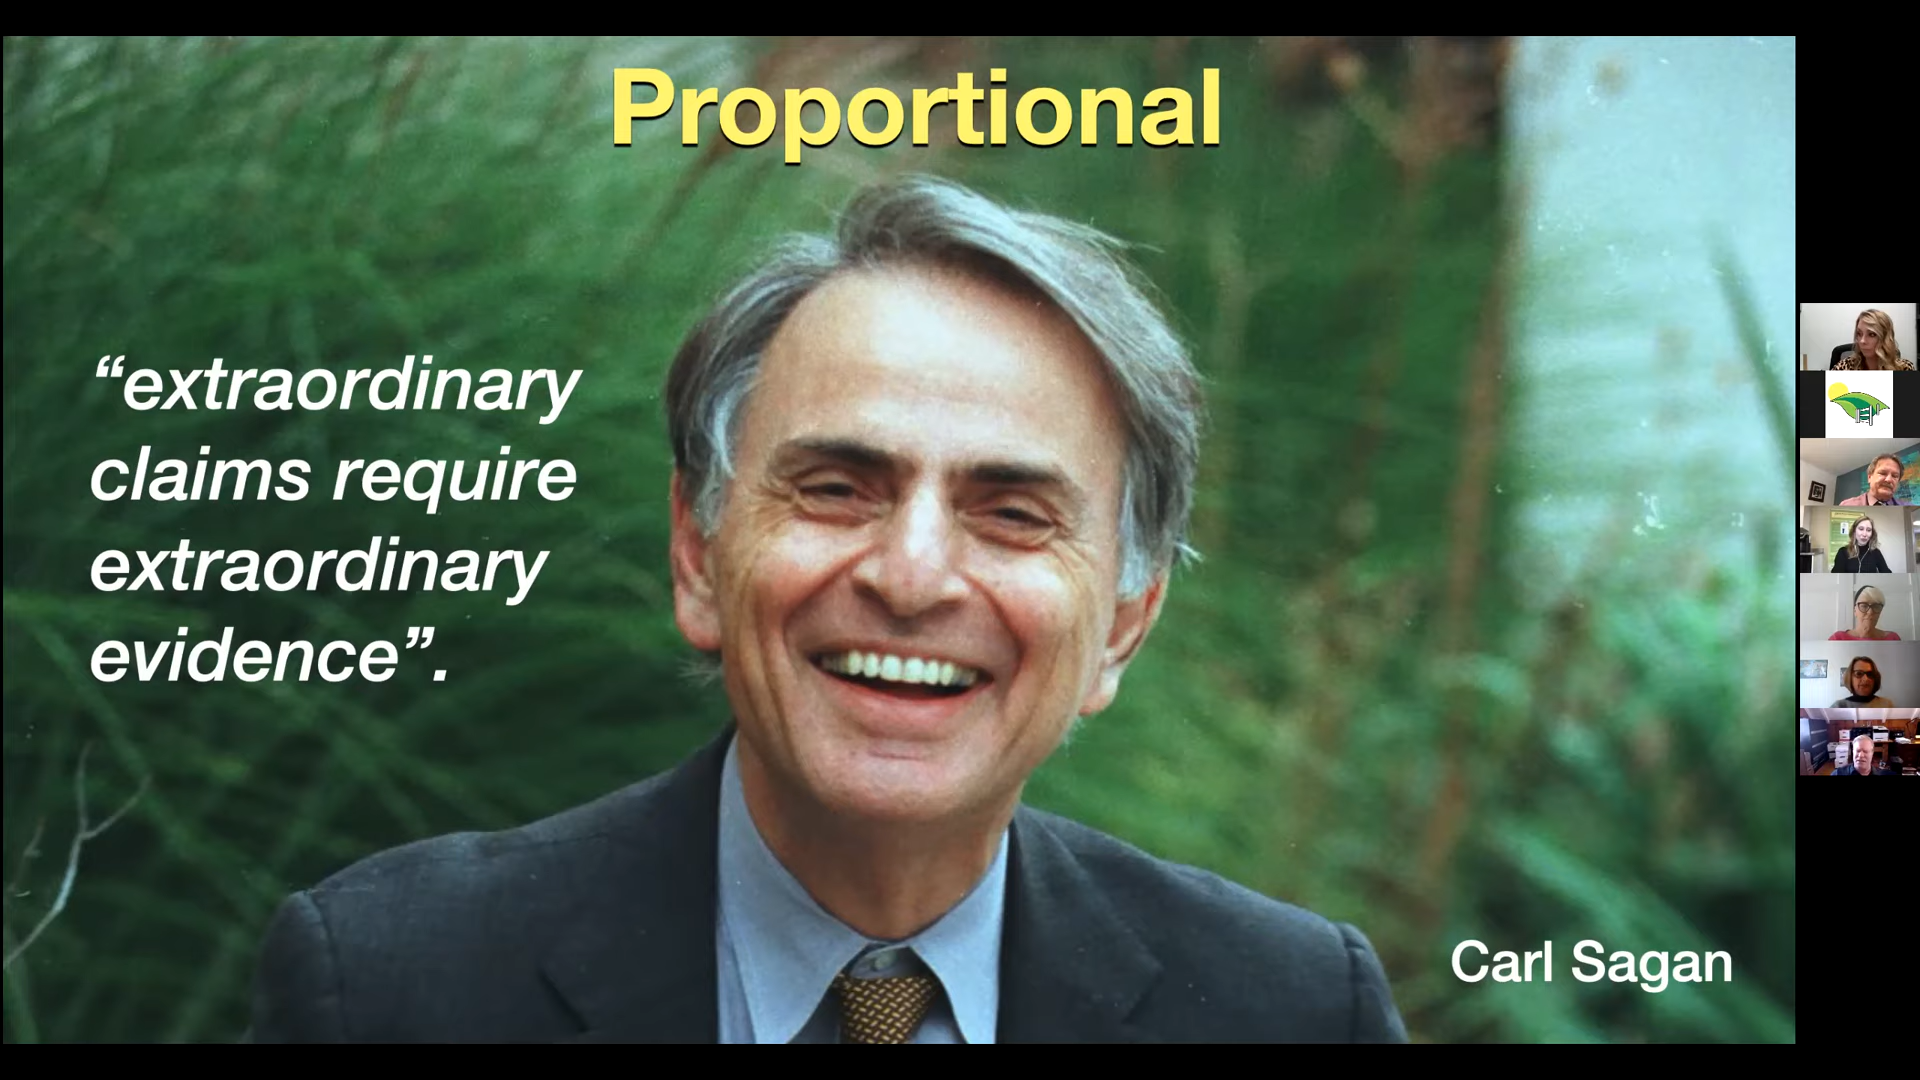 Proportional
“extraordinary
claims require
extraordinary
evidence”.
Carl Sagan